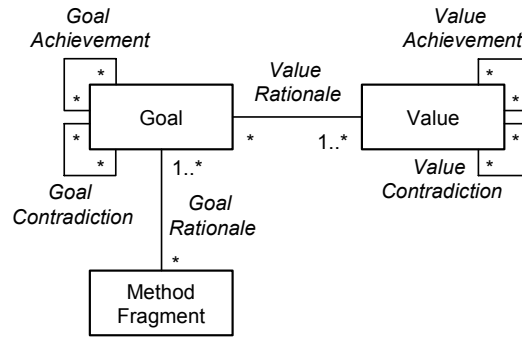 Goal
Achievement
Value
Achievement
*
*
Value
Rationale
*
*
Goal
Value
*
*
*
1..*
*
*
Goal
Contradiction
1..*
Value
Contradiction
Goal
Rationale
*
Method
Fragment